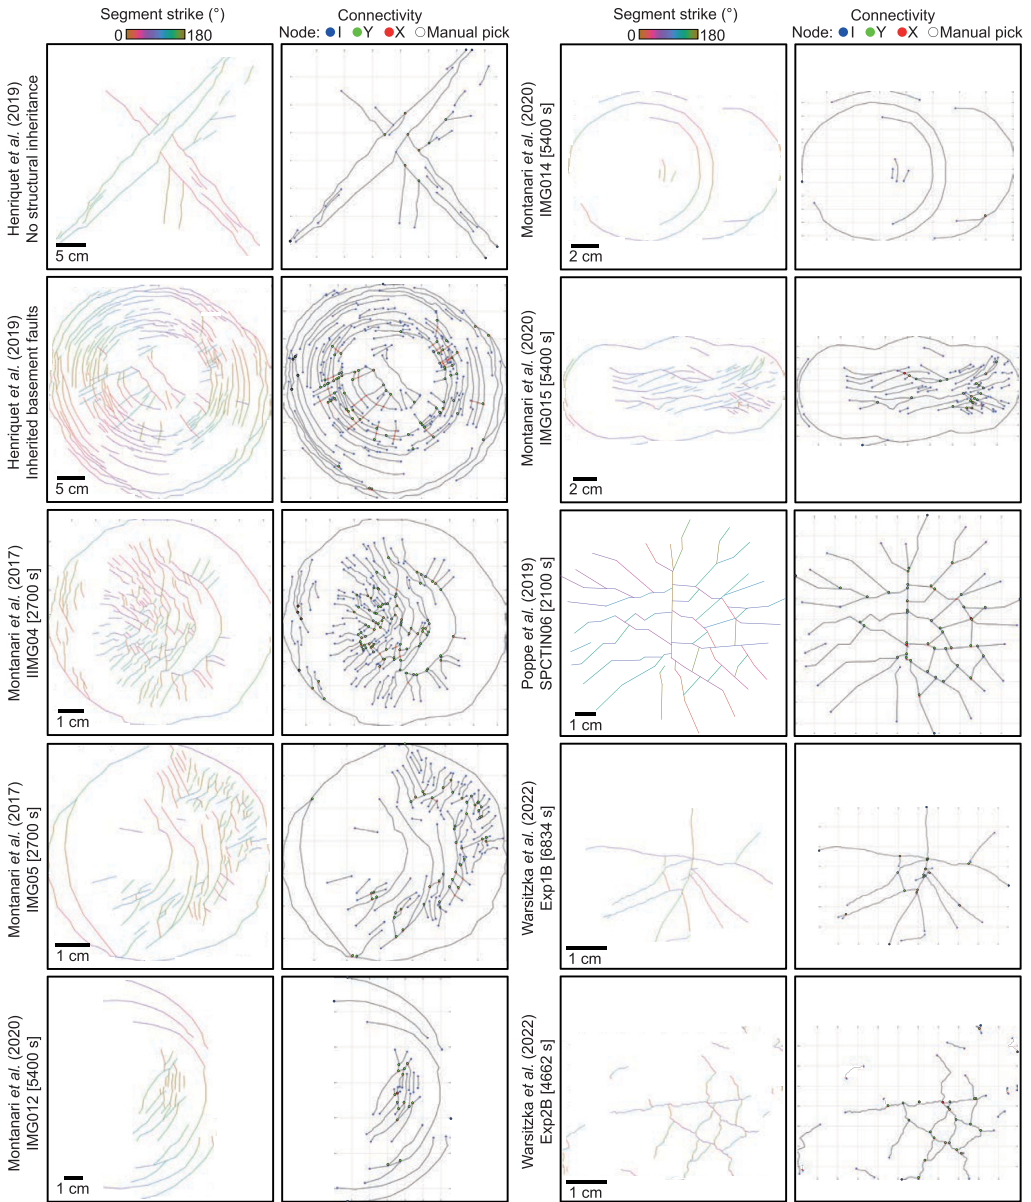 Segment strike (°)
0 180
Connectivity
Node: I Y X Manual pick
Segment strike (°)
0 180
Connectivity
Node: I Y X Manual pick
Henriquet et al. (2019)
No structural inheritance
5 cm
Montanari et al. (2020)
IMG014 [5400 s]
2 cm
Henriquet et al. (2019)
Inherited basement faults
5 cm
Montanari et al. (2020)
IMG015 [5400 s]
2 cm
Montanari et al. (2017)
IIMG04 [2700 s]
1 cm
Poppe et al. (2019)
SPCTIN06 [2100 s]
1 cm
Montanari et al. (2017)
IMG05 [2700 s]
1 cm
Warsitzka et al. (2022)
Exp1B [6834 s]
1 cm
Montanari et al. (2020)
IMG012 [5400 s]
1 cm
Warsitzka et al. (2022)
Exp2B [4662 s]
1 cm